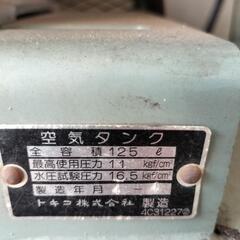 空気タンク
全容積 125 ℓ
最高使用圧力 11 kgf/cm²
水圧試験圧力 16.5 kgf/cm²
製造年月
トキコ株式会社 製造
4C31227②